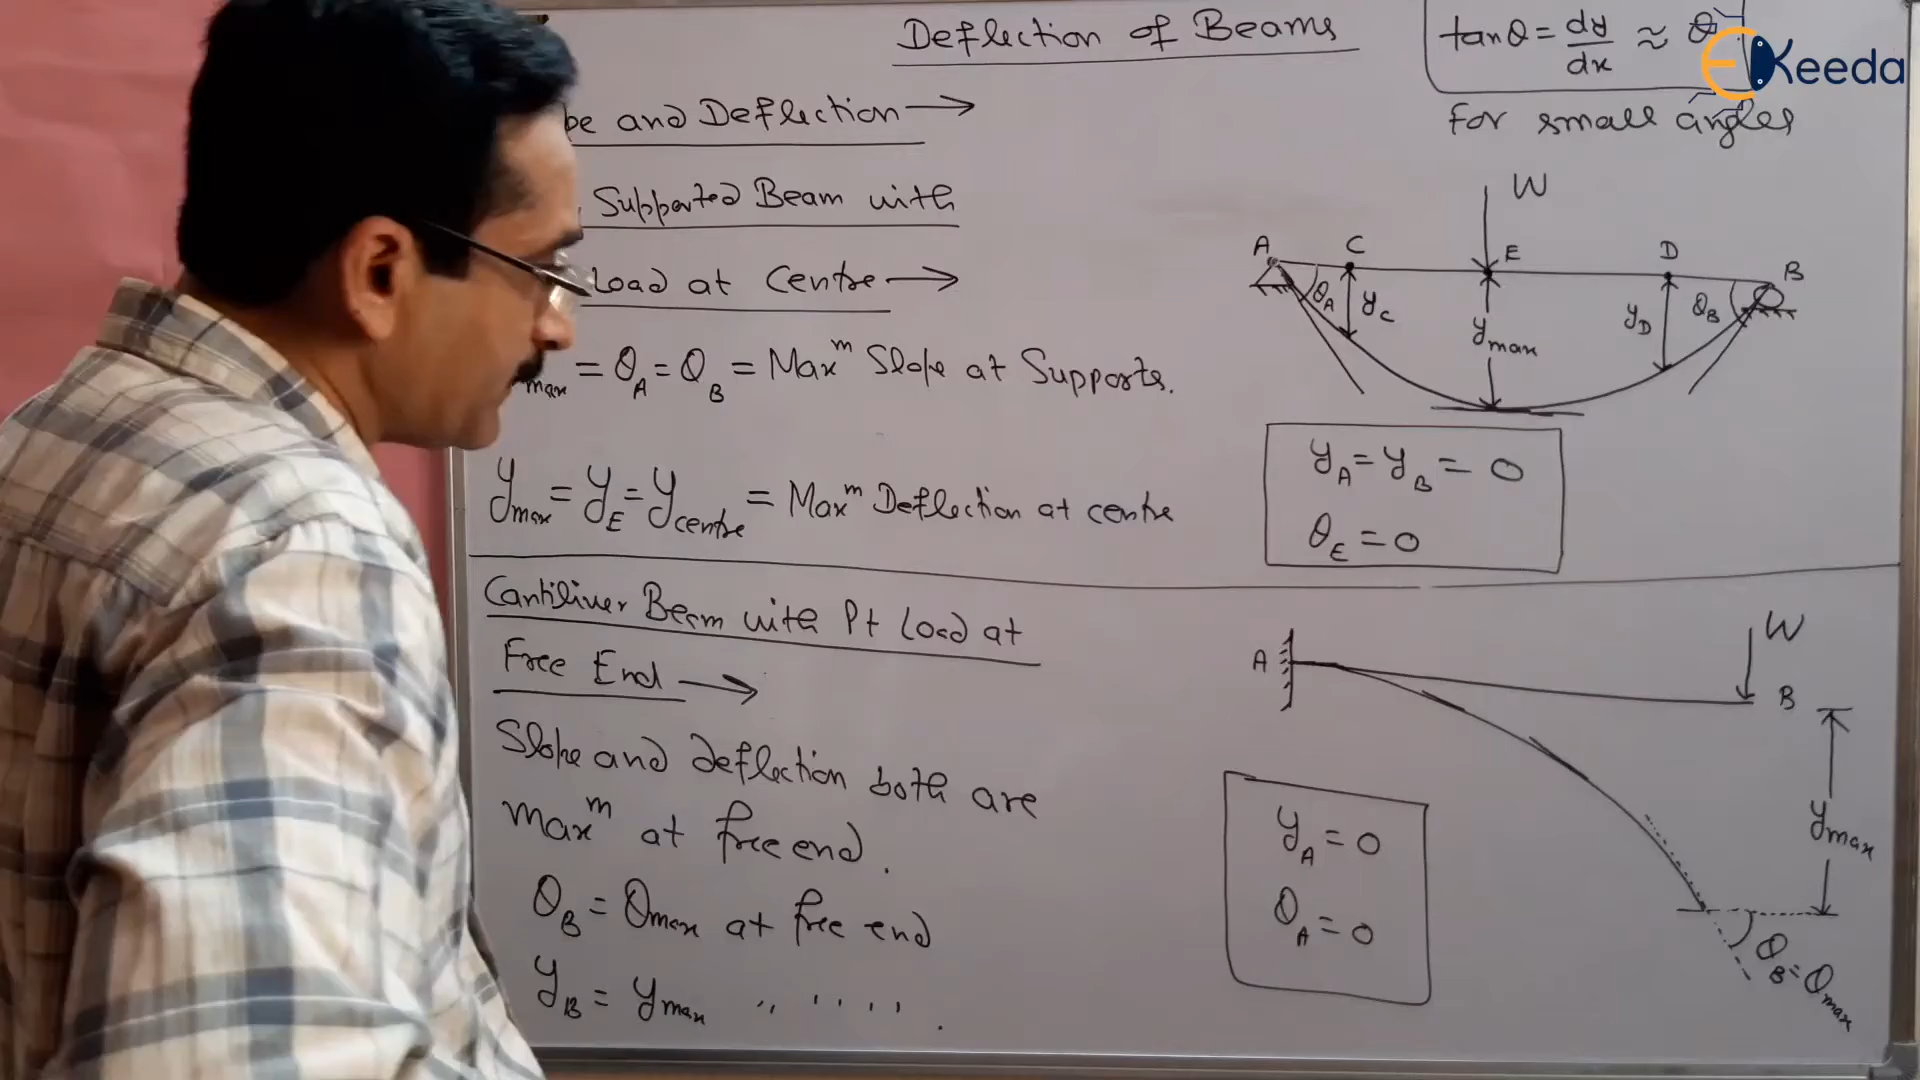 Deflection of Beams
tanθ = dy/dx ≈ θ
For small angles
EKeeda
and Deflection →
Supported Beam with
Load at Centre →
max = θA = θB = Maxm Slope at Supports.
ymax = yE = ycentre = Maxm Deflection at centre
W
A C E D B
θA yC ymax yD θB
yA = yB = 0
θE = 0
Cantiliver Beam with Pt Load at
Free End →
Slope and deflection both are
maxm at free end.
θB = θmax at free end
yB = ymax ,, ' ' ' ' .
W
A B
ymax
yA = 0
θA = 0
θB = θmax